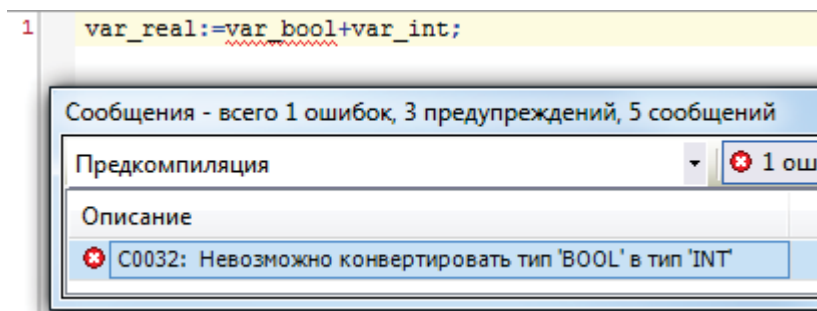 1 var_real:=var_bool+var_int;
Сообщения - всего 1 ошибок, 3 предупреждений, 5 сообщений
Предкомпиляция 1 ош
Описание
C0032: Невозможно конвертировать тип 'BOOL' в тип 'INT'